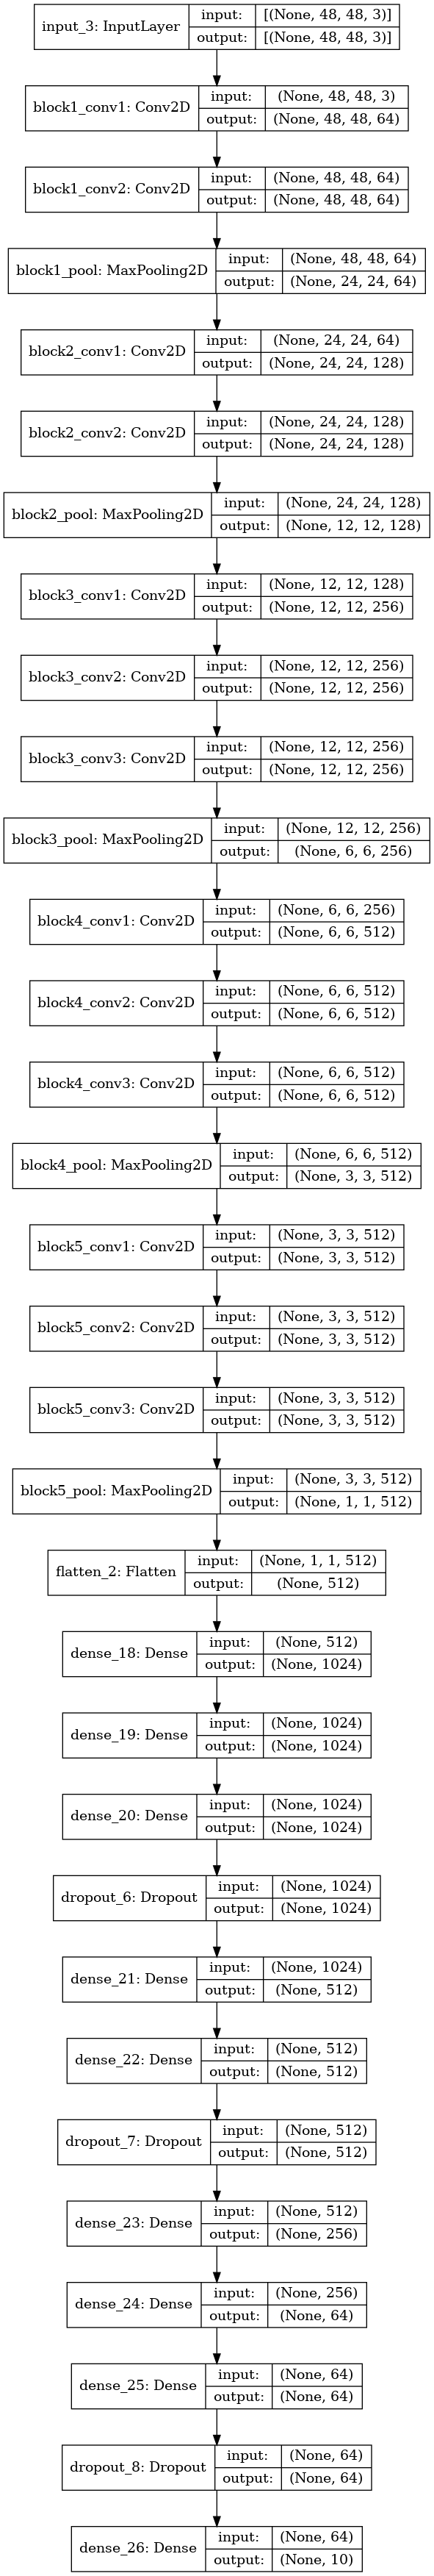 input_3: InputLayer
input: [(None, 48, 48, 3)]
output: [(None, 48, 48, 3)]
block1_conv1: Conv2D
input: (None, 48, 48, 3)
output: (None, 48, 48, 64)
block1_conv2: Conv2D
input: (None, 48, 48, 64)
output: (None, 48, 48, 64)
block1_pool: MaxPooling2D
input: (None, 48, 48, 64)
output: (None, 24, 24, 64)
block2_conv1: Conv2D
input: (None, 24, 24, 64)
output: (None, 24, 24, 128)
block2_conv2: Conv2D
input: (None, 24, 24, 128)
output: (None, 24, 24, 128)
block2_pool: MaxPooling2D
input: (None, 24, 24, 128)
output: (None, 12, 12, 128)
block3_conv1: Conv2D
input: (None, 12, 12, 128)
output: (None, 12, 12, 256)
block3_conv2: Conv2D
input: (None, 12, 12, 256)
output: (None, 12, 12, 256)
block3_conv3: Conv2D
input: (None, 12, 12, 256)
output: (None, 12, 12, 256)
block3_pool: MaxPooling2D
input: (None, 12, 12, 256)
output: (None, 6, 6, 256)
block4_conv1: Conv2D
input: (None, 6, 6, 256)
output: (None, 6, 6, 512)
block4_conv2: Conv2D
input: (None, 6, 6, 512)
output: (None, 6, 6, 512)
block4_conv3: Conv2D
input: (None, 6, 6, 512)
output: (None, 6, 6, 512)
block4_pool: MaxPooling2D
input: (None, 6, 6, 512)
output: (None, 3, 3, 512)
block5_conv1: Conv2D
input: (None, 3, 3, 512)
output: (None, 3, 3, 512)
block5_conv2: Conv2D
input: (None, 3, 3, 512)
output: (None, 3, 3, 512)
block5_conv3: Conv2D
input: (None, 3, 3, 512)
output: (None, 3, 3, 512)
block5_pool: MaxPooling2D
input: (None, 3, 3, 512)
output: (None, 1, 1, 512)
flatten_2: Flatten
input: (None, 1, 1, 512)
output: (None, 512)
dense_18: Dense
input: (None, 512)
output: (None, 1024)
dense_19: Dense
input: (None, 1024)
output: (None, 1024)
dense_20: Dense
input: (None, 1024)
output: (None, 1024)
dropout_6: Dropout
input: (None, 1024)
output: (None, 1024)
dense_21: Dense
input: (None, 1024)
output: (None, 512)
dense_22: Dense
input: (None, 512)
output: (None, 512)
dropout_7: Dropout
input: (None, 512)
output: (None, 512)
dense_23: Dense
input: (None, 512)
output: (None, 256)
dense_24: Dense
input: (None, 256)
output: (None, 64)
dense_25: Dense
input: (None, 64)
output: (None, 64)
dropout_8: Dropout
input: (None, 64)
output: (None, 64)
dense_26: Dense
input: (None, 64)
output: (None, 10)